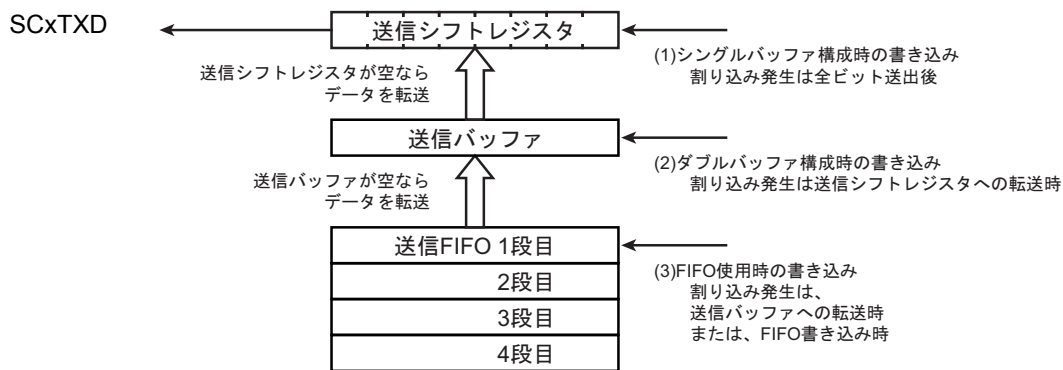 SCxTXD
送信シフトレジスタ
(1)シングルバッファ構成時の書き込み
割り込み発生は全ビット送出後
送信シフトレジスタが空なら
データを転送
送信バッファ
(2)ダブルバッファ構成時の書き込み
割り込み発生は送信シフトレジスタへの転送時
送信バッファが空なら
データを転送
送信FIFO 1段目
(3)FIFO使用時の書き込み
割り込み発生は、
送信バッファへの転送時
または、FIFO書き込み時
2段目
3段目
4段目